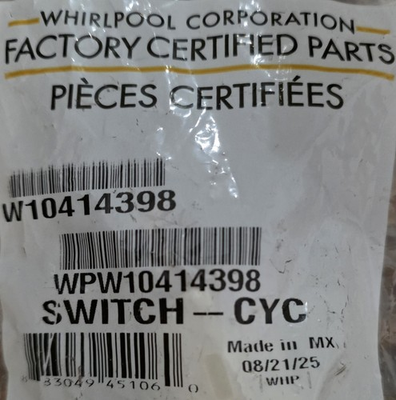 WHIRLPOOL CORPORATION
FACTORY CERTIFIED PARTS
PIÈCES CERTIFIÉES
W10414398
WPW10414398
SWITCH -- CYC
Made in MX
08/21/25
WHP
8 83049 45106 0